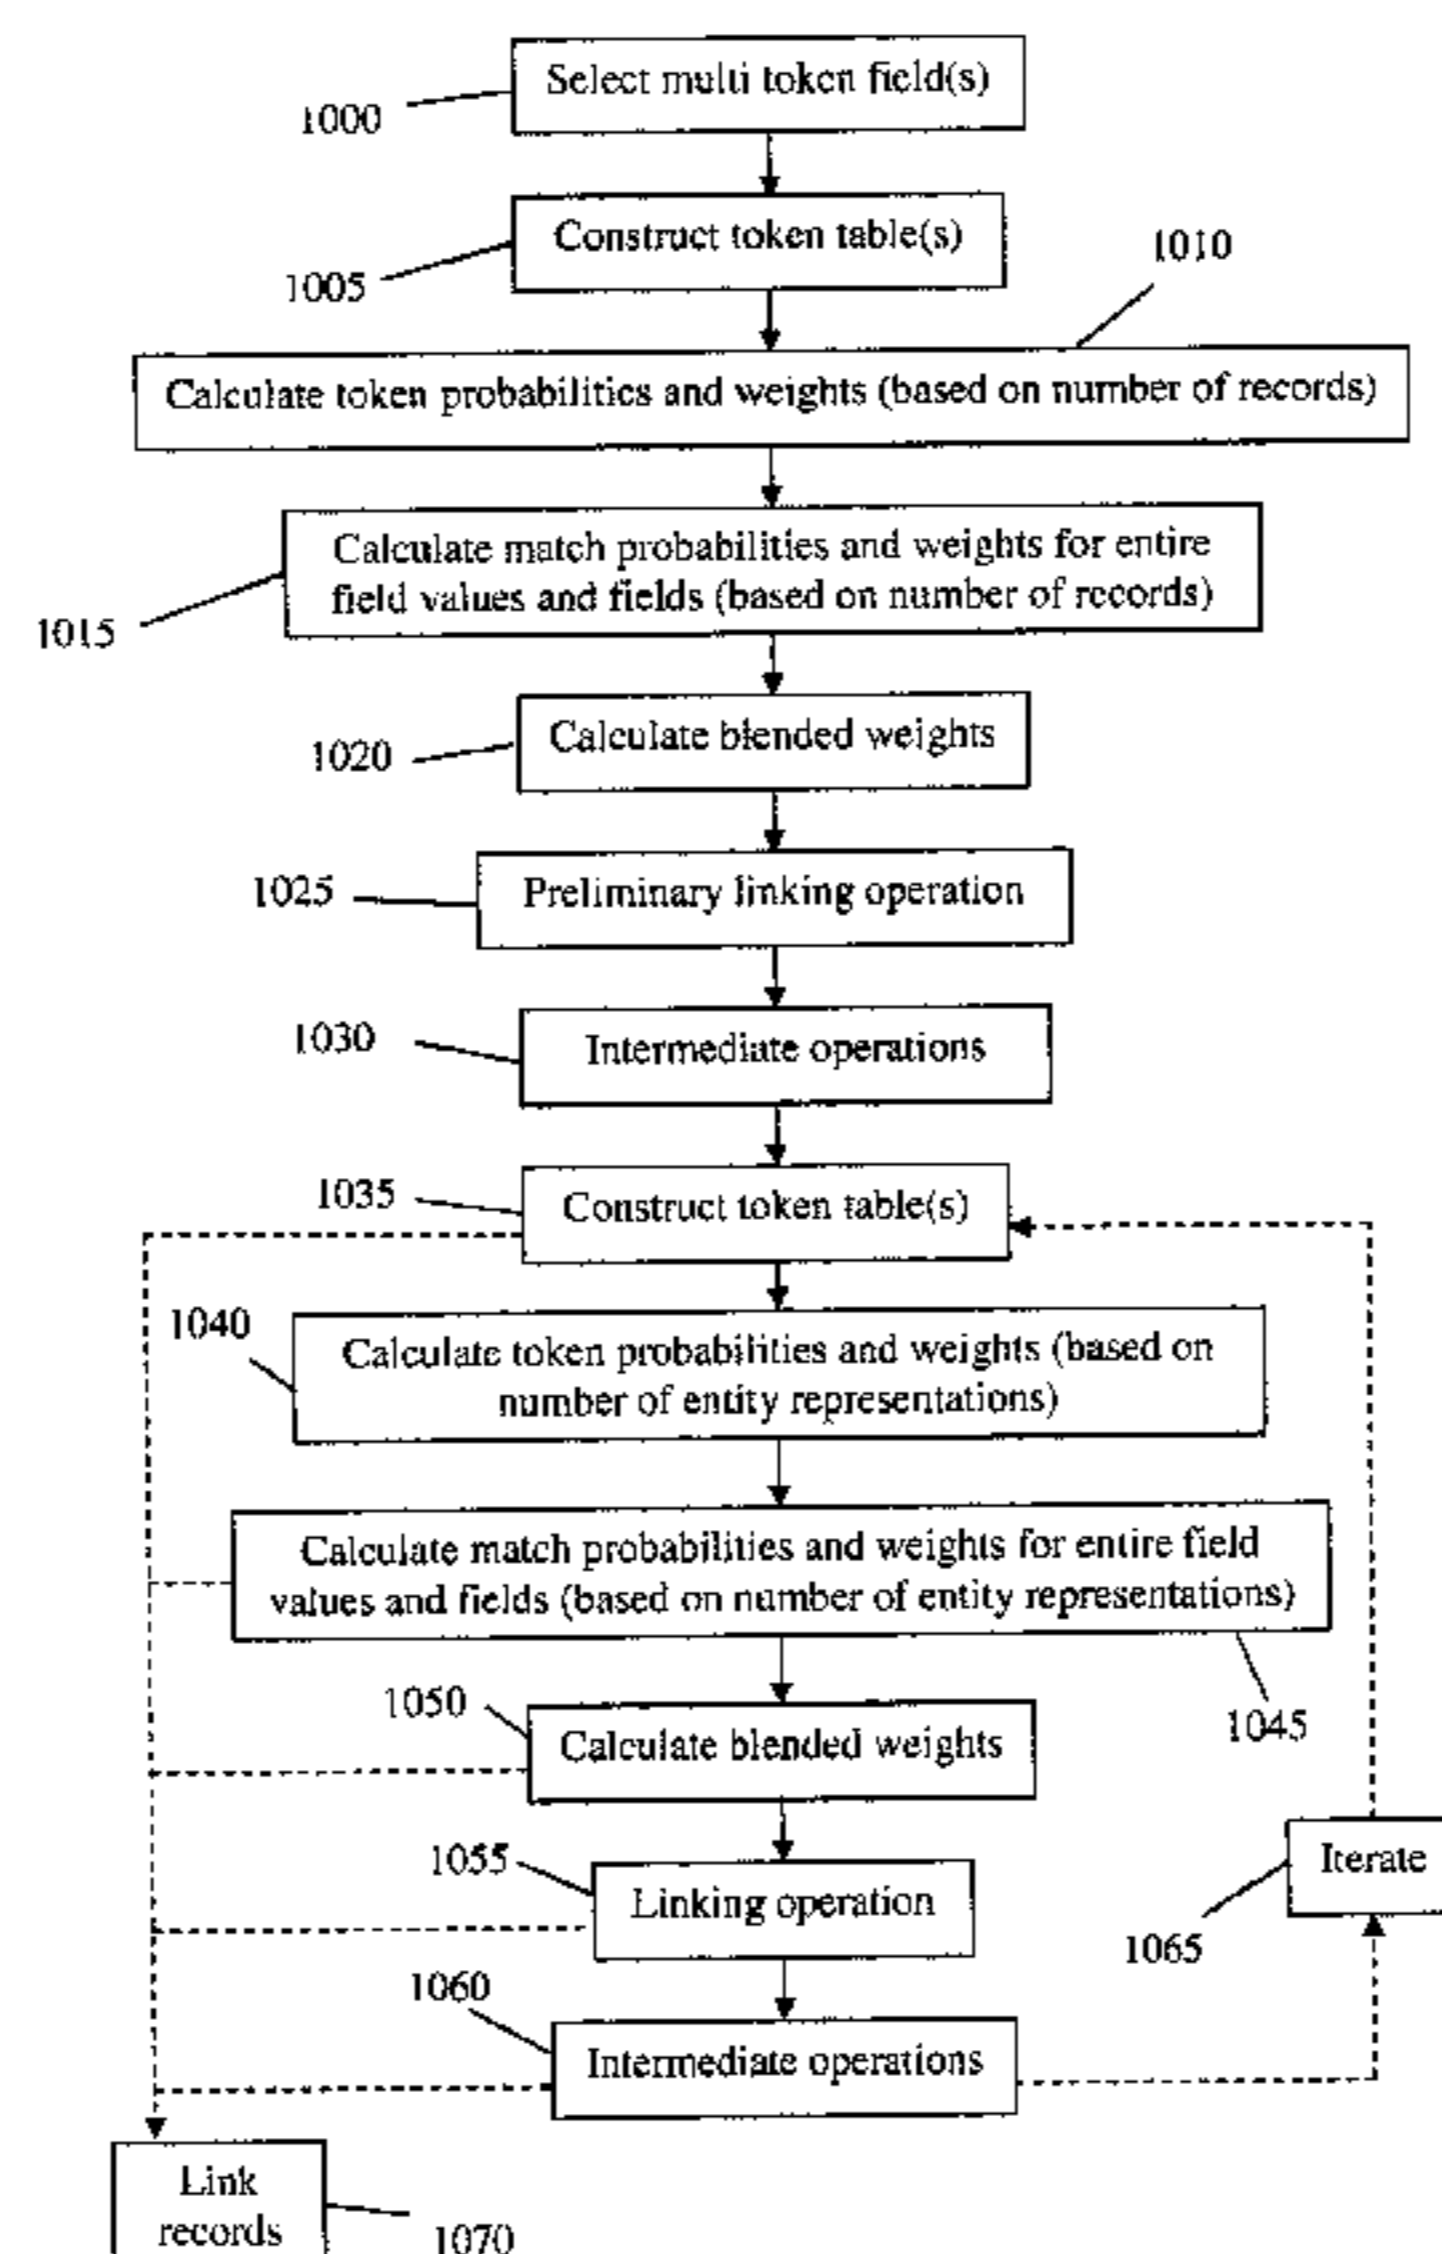 Select multi token field(s)
1000
Construct token table(s)
1005
1010
Calculate token probabilities and weights (based on number of records)
Calculate match probabilities and weights for entire
field values and fields (based on number of records)
1015
Calculate blended weights
1020
Preliminary linking operation
1025
Intermediate operations
1030
Construct token table(s)
1035
1040
Calculate token probabilities and weights (based on
number of entity representations)
Calculate match probabilities and weights for entire field
values and fields (based on number of entity representations)
1045
1050
Calculate blended weights
1055
Linking operation
Iterate
1065
1060
Intermediate operations
Link
records
1070